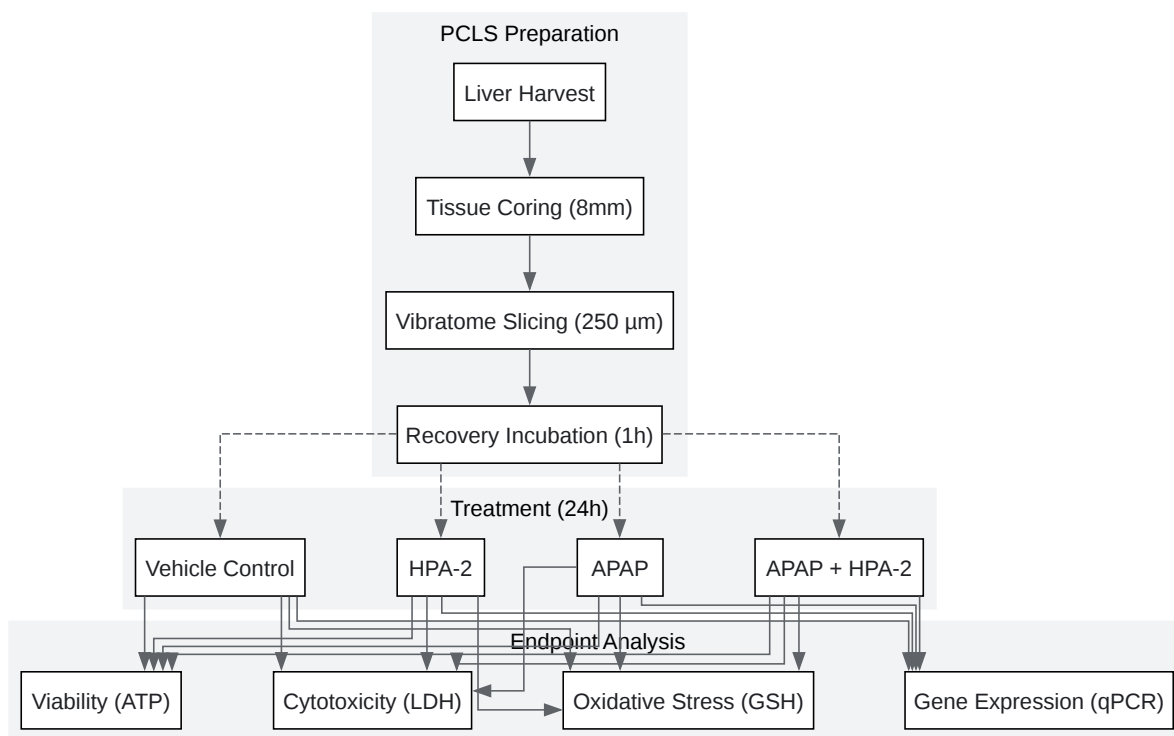 PCLS Preparation
Liver Harvest
Tissue Coring (8mm)
Vibratome Slicing (250 µm)
Recovery Incubation (1h)
Treatment (24h)
Vehicle Control
HPA-2
APAP
APAP + HPA-2
Endpoint Analysis
Viability (ATP)
Cytotoxicity (LDH)
Oxidative Stress (GSH)
Gene Expression (qPCR)